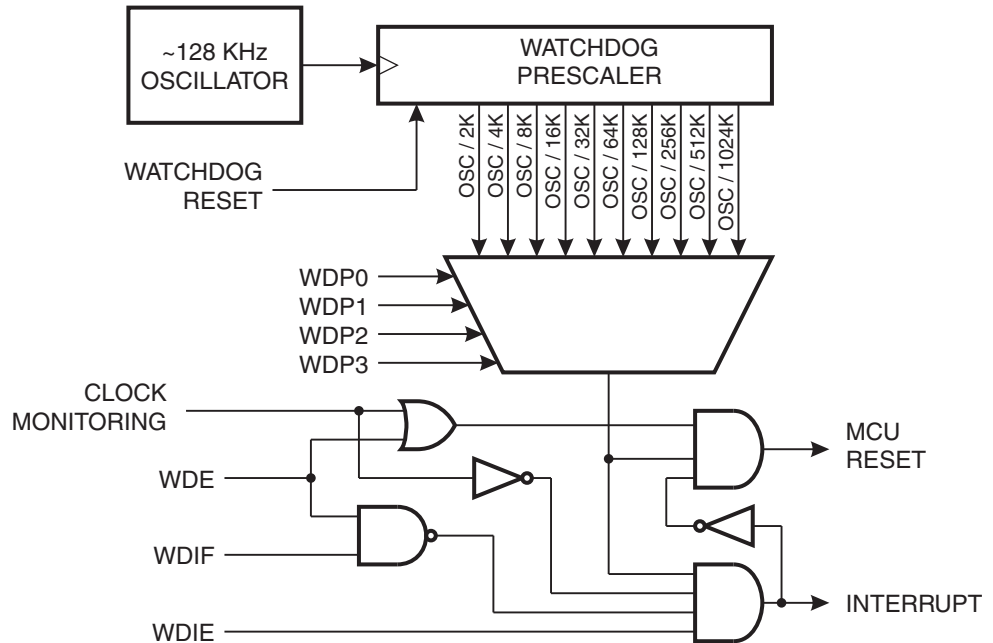 ~128 KHz
OSCILLATOR
WATCHDOG
PRESCALER
WATCHDOG
RESET
OSC / 2K
OSC / 4K
OSC / 8K
OSC / 16K
OSC / 32K
OSC / 64K
OSC / 128K
OSC / 256K
OSC / 512K
OSC / 1024K
WDP0
WDP1
WDP2
WDP3
CLOCK
MONITORING
MCU
RESET
WDE
WDIF
INTERRUPT
WDIE